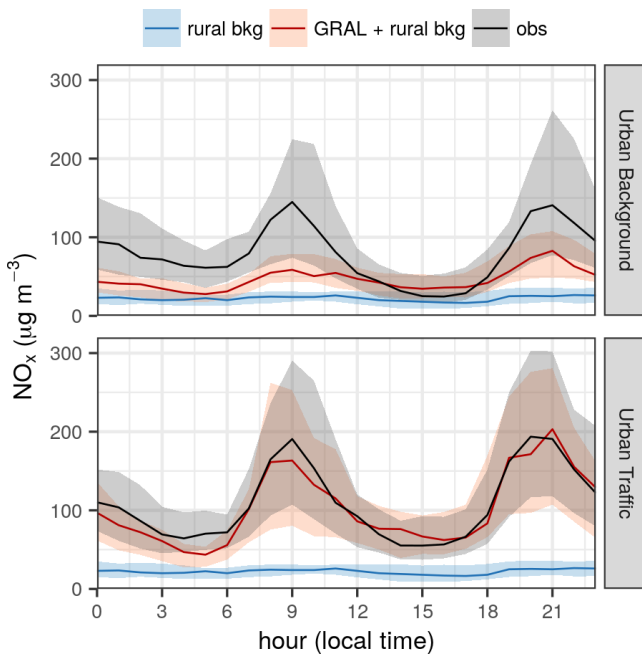 rural bkg GRAL + rural bkg obs
300
200
100
0
Urban Background
300
200
100
0
Urban Traffic
NOx (μg m−3)
0 3 6 9 12 15 18 21
hour (local time)